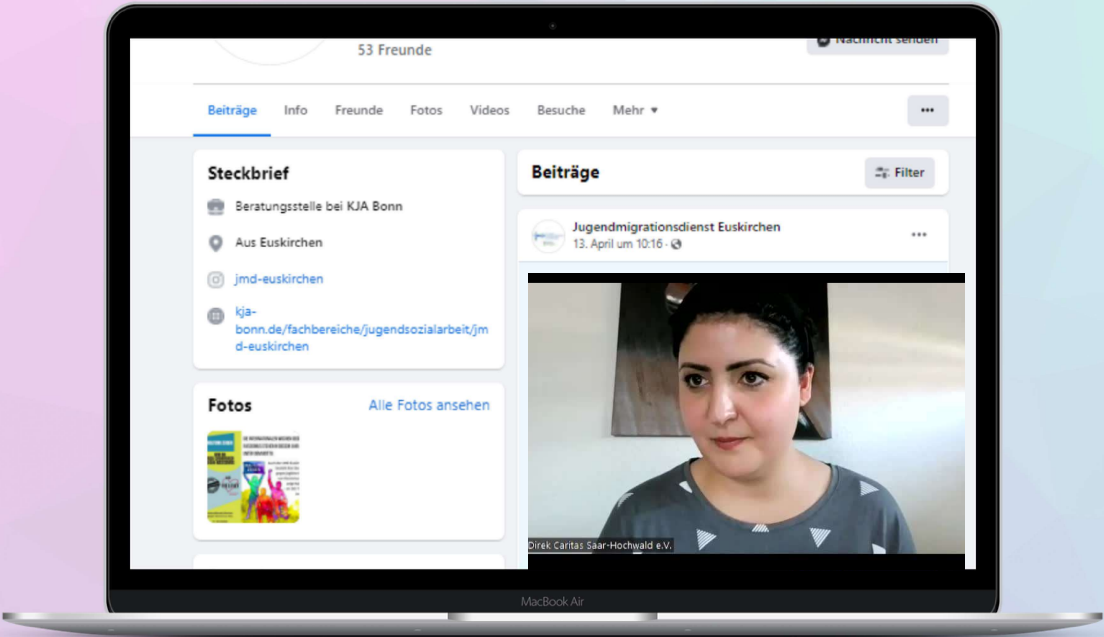 53 Freunde
Nachricht senden
Beiträge Info Freunde Fotos Videos Besuche Mehr
Steckbrief
Beratungsstelle bei KJA Bonn
Aus Euskirchen
jmd-euskirchen
kja-
bonn.de/fachbereiche/jugendsozialarbeit/jm
d-euskirchen
Fotos Alle Fotos ansehen
Beiträge Filter
Jugendmigrationsdienst Euskirchen
13. April um 10:16 ·
Direk Caritas Saar-Hochwald e.V.
MacBook Air